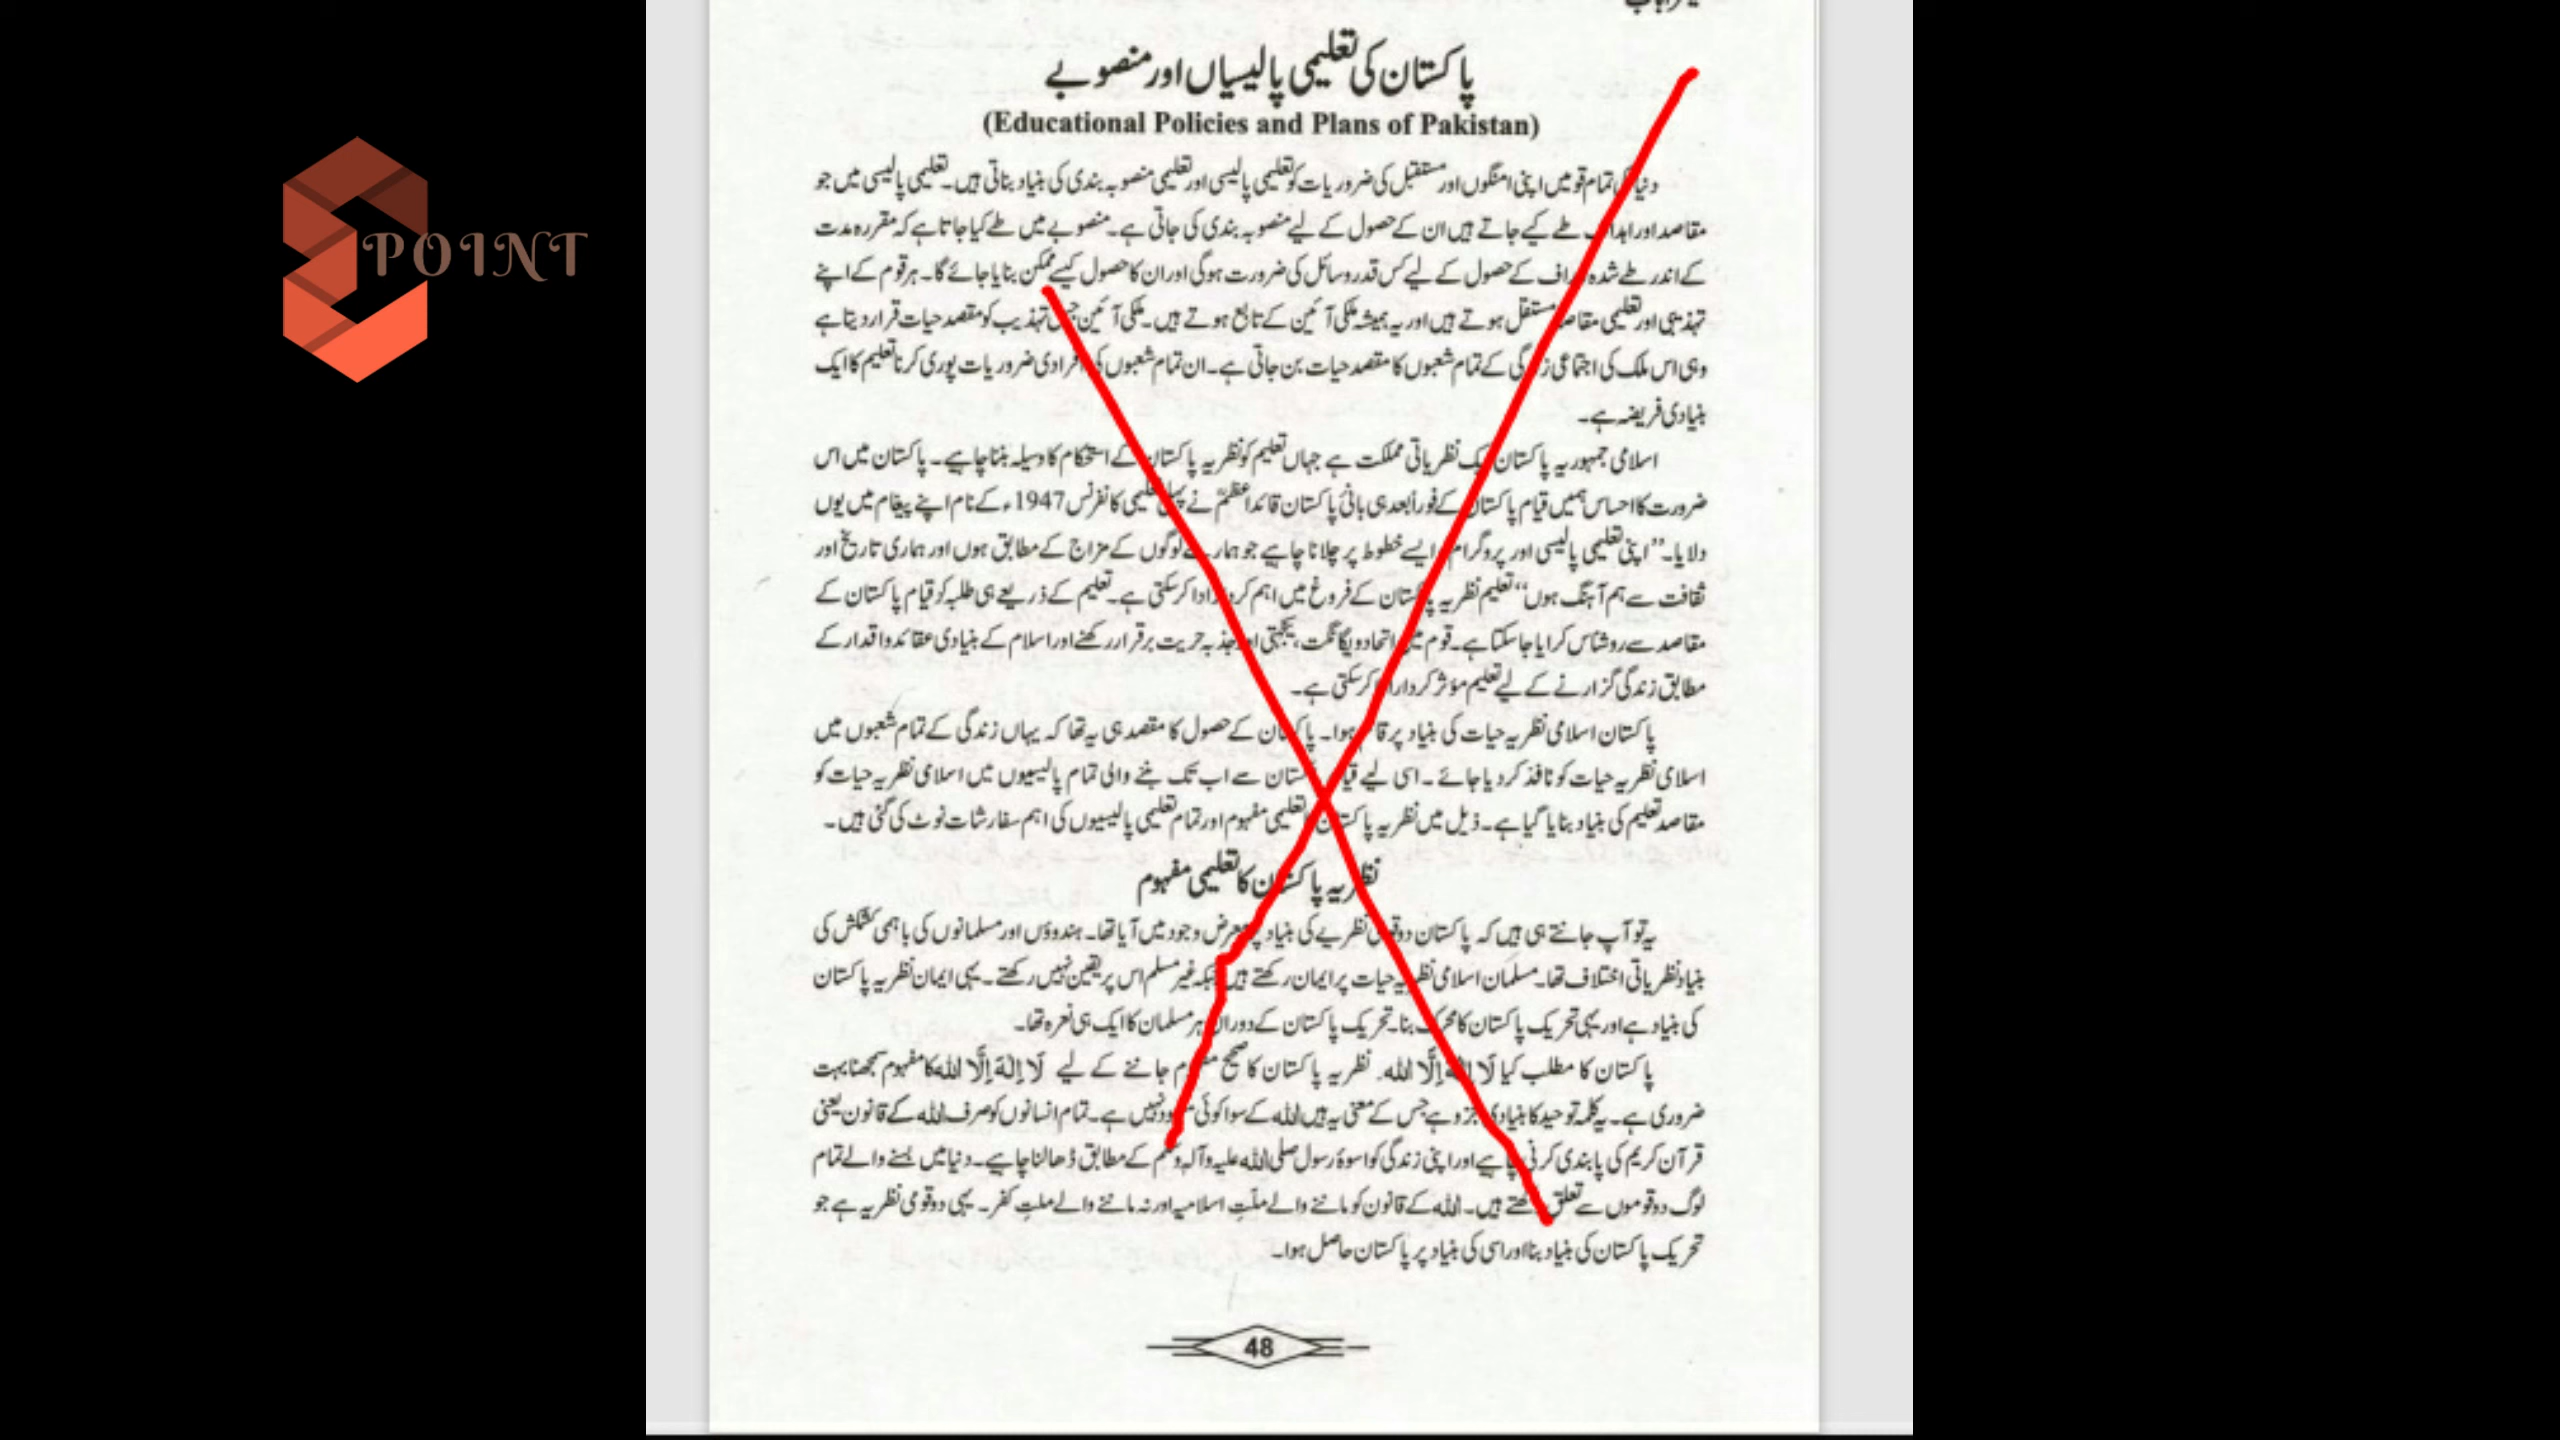 POINT
پاکستان کی تعلیمی پالیسیاں اور منصوبے
(Educational Policies and Plans of Pakistan)
دنیا کی تمام قومیں اپنی امنگوں اور مستقبل کی ضروریات کو تعلیمی پالیسی اور تعلیمی منصوبہ بندی کی بنیاد بناتی ہیں۔ تعلیمی پالیسی میں جو
مقاصد اور اہداف طے کیے جاتے ہیں ان کے حصول کے لیے منصوبہ بندی کی جاتی ہے۔ منصوبے میں طے کیا جاتا ہے کہ مقررہ مدت
کے اندر طے شدہ اہداف کے حصول کے لیے کس قدر وسائل کی ضرورت ہوگی اور ان کا حصول کیسے ممکن بنایا جائے گا۔ ہر قوم کے اپنے
تہذیبی اور تعلیمی مقاصد مستقل ہوتے ہیں اور یہ ہمیشہ ملکی آئین کے تابع ہوتے ہیں۔ ملکی آئین جس تہذیب کو مقصد حیات قرار دیتا ہے
وہی اس ملک کی اجتماعی زندگی کے تمام شعبوں کا مقصد حیات بن جاتی ہے۔ ان تمام شعبوں کی افرادی ضروریات پوری کرنا تعلیم کا ایک
بنیادی فریضہ ہے۔
اسلامی جمہوریہ پاکستان ایک نظریاتی مملکت ہے جہاں تعلیم کو نظریہ پاکستان کے استحکام کا وسیلہ بننا چاہیے۔ پاکستان میں اس
ضرورت کا احساس ہمیں قیام پاکستان کے فوراً بعد ہی بانیٔ پاکستان قائد اعظمؒ نے پہلی تعلیمی کانفرنس 1947ء کے نام اپنے پیغام میں یوں
دلایا۔ ”اپنی تعلیمی پالیسی اور پروگرام ایسے خطوط پر چلانا چاہیے جو ہمارے لوگوں کے مزاج کے مطابق ہوں اور ہماری تاریخ اور
ثقافت سے ہم آہنگ ہوں“ تعلیم نظریہ پاکستان کے فروغ میں اہم کردار ادا کر سکتی ہے۔ تعلیم کے ذریعے ہی طلبہ کو قیام پاکستان کے
مقاصد سے روشناس کرایا جا سکتا ہے۔ قوم میں اتحاد و یگانگت، یکجہتی اور جذبہ حریت برقرار رکھنے اور اسلام کے بنیادی عقائد و اقدار کے
مطابق زندگی گزارنے کے لیے تعلیم مؤثر کردار ادا کر سکتی ہے۔
پاکستان اسلامی نظریہ حیات کی بنیاد پر قائم ہوا۔ پاکستان کے حصول کا مقصد ہی یہ تھا کہ یہاں زندگی کے تمام شعبوں میں
اسلامی نظریہ حیات کو نافذ کر دیا جائے۔ اسی لیے قیام پاکستان سے اب تک بننے والی تمام پالیسیوں میں اسلامی نظریہ حیات کو
مقاصد تعلیم کی بنیاد بنایا گیا ہے۔ ذیل میں نظریہ پاکستان کا تعلیمی مفہوم اور تمام تعلیمی پالیسیوں کی اہم سفارشات نوٹ کی گئی ہیں۔
نظریہ پاکستان کا تعلیمی مفہوم
یہ تو آپ جانتے ہی ہیں کہ پاکستان دو قومی نظریے کی بنیاد پر معرض وجود میں آیا تھا۔ ہندوؤں اور مسلمانوں کی باہمی کشمکش کی
بنیاد نظریاتی اختلاف تھا۔ مسلمان اسلامی نظریہ حیات پر ایمان رکھتے ہیں جبکہ غیر مسلم اس پر یقین نہیں رکھتے۔ یہی ایمان نظریہ پاکستان
کی بنیاد ہے اور یہی تحریک پاکستان کا محرک بنا۔ تحریک پاکستان کے دوران ہر مسلمان کا ایک ہی نعرہ تھا۔
پاکستان کا مطلب کیا لَا اِلٰهَ اِلَّا اللہ۔ نظریہ پاکستان کا صحیح مفہوم جاننے کے لیے لَا اِلٰهَ اِلَّا اللہ کا مفہوم سمجھنا بہت
ضروری ہے۔ یہ کلمہ توحید کا بنیادی جزو ہے جس کے معنی یہ ہیں اللہ کے سوا کوئی معبود نہیں ہے۔ تمام انسانوں کو صرف اللہ کے قانون یعنی
قرآن کریم کی پابندی کرنی چاہیے اور اپنی زندگی کو اسوۂ رسول صلی اللہ علیہ وآلہ وسلم کے مطابق ڈھالنا چاہیے۔ دنیا میں بسنے والے تمام
لوگ دو قوموں سے تعلق رکھتے ہیں۔ اللہ کے قانون کو ماننے والے ملّتِ اسلامیہ اور نہ ماننے والے ملتِ کفر۔ یہی دو قومی نظریہ ہے جو
تحریک پاکستان کی بنیاد بنا اور اسی کی بنیاد پر پاکستان حاصل ہوا۔
48